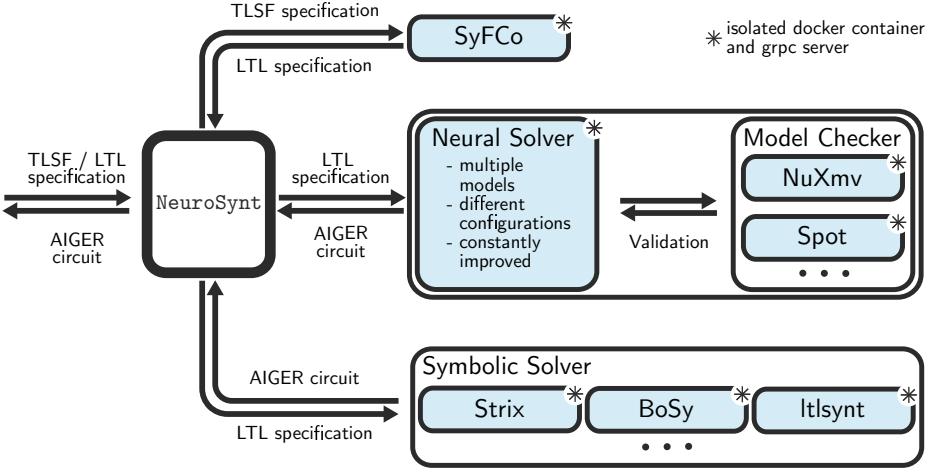 TLSF specification
SyFCo
* isolated docker container
and grpc server
LTL specification
TLSF / LTL
specification
NeuroSynt
AIGER
circuit
LTL
specification
AIGER
circuit
Neural Solver
- multiple
models
- different
configurations
- constantly
improved
Validation
Model Checker
NuXmv
Spot
• • •
AIGER circuit
LTL specification
Symbolic Solver
Strix
BoSy
ltlsynt
• • •